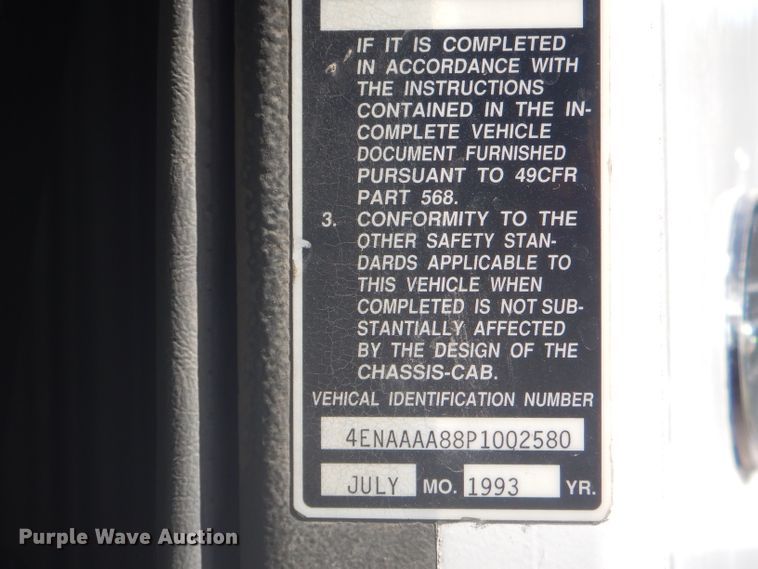 IF IT IS COMPLETED
IN ACCORDANCE WITH
THE INSTRUCTIONS
CONTAINED IN THE IN-
COMPLETE VEHICLE
DOCUMENT FURNISHED
PURSUANT TO 49CFR
PART 568.
3. CONFORMITY TO THE
OTHER SAFETY STAN-
DARDS APPLICABLE TO
THIS VEHICLE WHEN
COMPLETED IS NOT SUB-
STANTIALLY AFFECTED
BY THE DESIGN OF THE
CHASSIS-CAB.
VEHICAL IDENTIFICATION NUMBER
4ENAAAA88P1002580
JULY MO. 1993 YR.
Purple Wave Auction